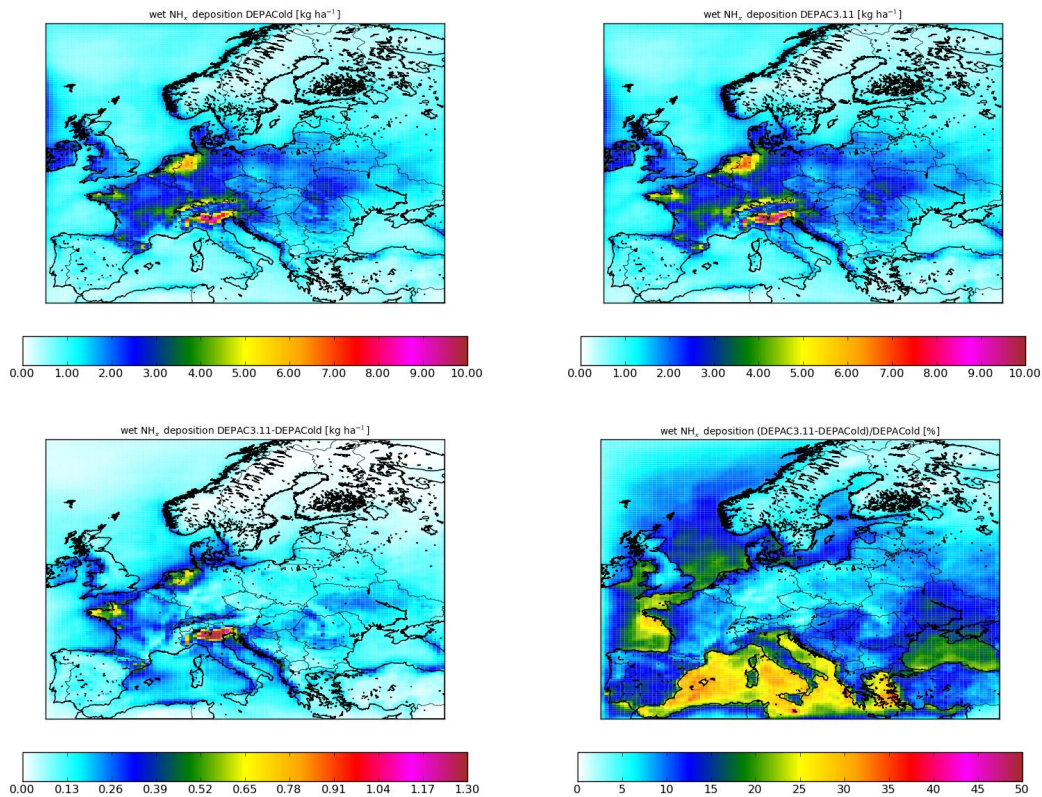 wet NHₓ deposition DEPACold [kg ha⁻¹]
wet NHₓ deposition DEPAC3.11 [kg ha⁻¹]
0.00 1.00 2.00 3.00 4.00 5.00 6.00 7.00 8.00 9.00 10.00
0.00 1.00 2.00 3.00 4.00 5.00 6.00 7.00 8.00 9.00 10.00
wet NHₓ deposition DEPAC3.11-DEPACold [kg ha⁻¹]
wet NHₓ deposition (DEPAC3.11-DEPACold)/DEPACold [%]
0.00 0.13 0.26 0.39 0.52 0.65 0.78 0.91 1.04 1.17 1.30
0 5 10 15 20 25 30 35 40 45 50